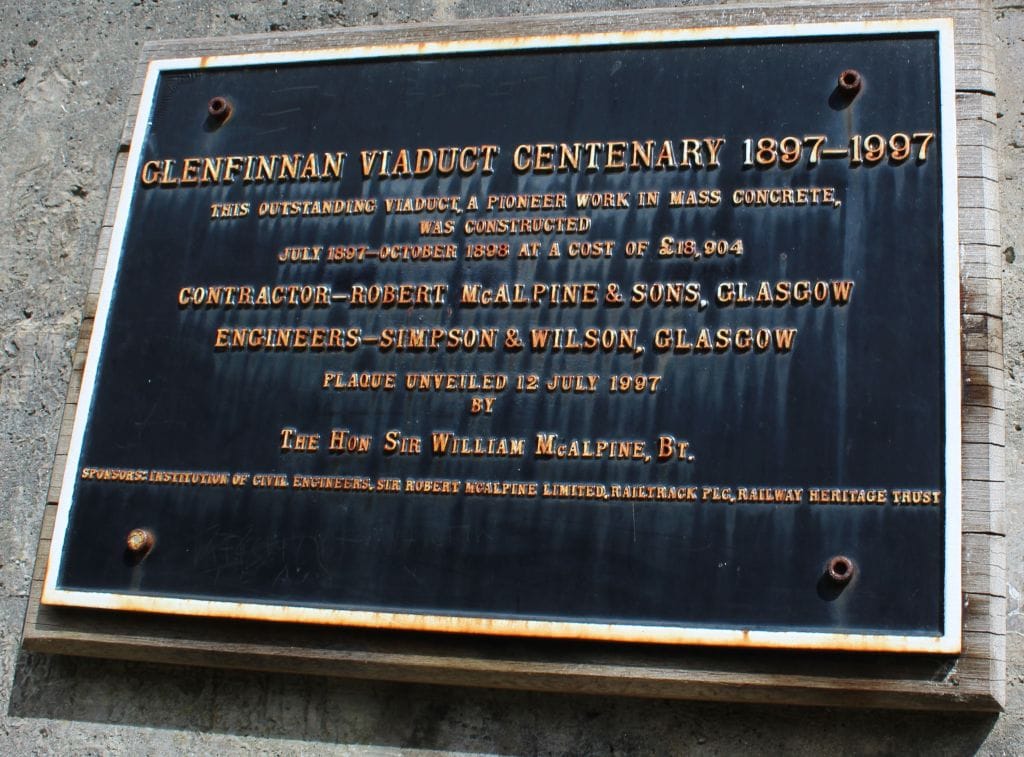 GLENFINNAN VIADUCT CENTENARY 1897–1997
THIS OUTSTANDING VIADUCT, A PIONEER WORK IN MASS CONCRETE,
WAS CONSTRUCTED
JULY 1897–OCTOBER 1898 AT A COST OF £18,904
CONTRACTOR–ROBERT McALPINE & SONS, GLASGOW
ENGINEERS–SIMPSON & WILSON, GLASGOW
PLAQUE UNVEILED 12 JULY 1997
BY
THE HON SIR WILLIAM McALPINE, BT.
SPONSORS: INSTITUTION OF CIVIL ENGINEERS, SIR ROBERT McALPINE LIMITED, RAILTRACK PLC, RAILWAY HERITAGE TRUST